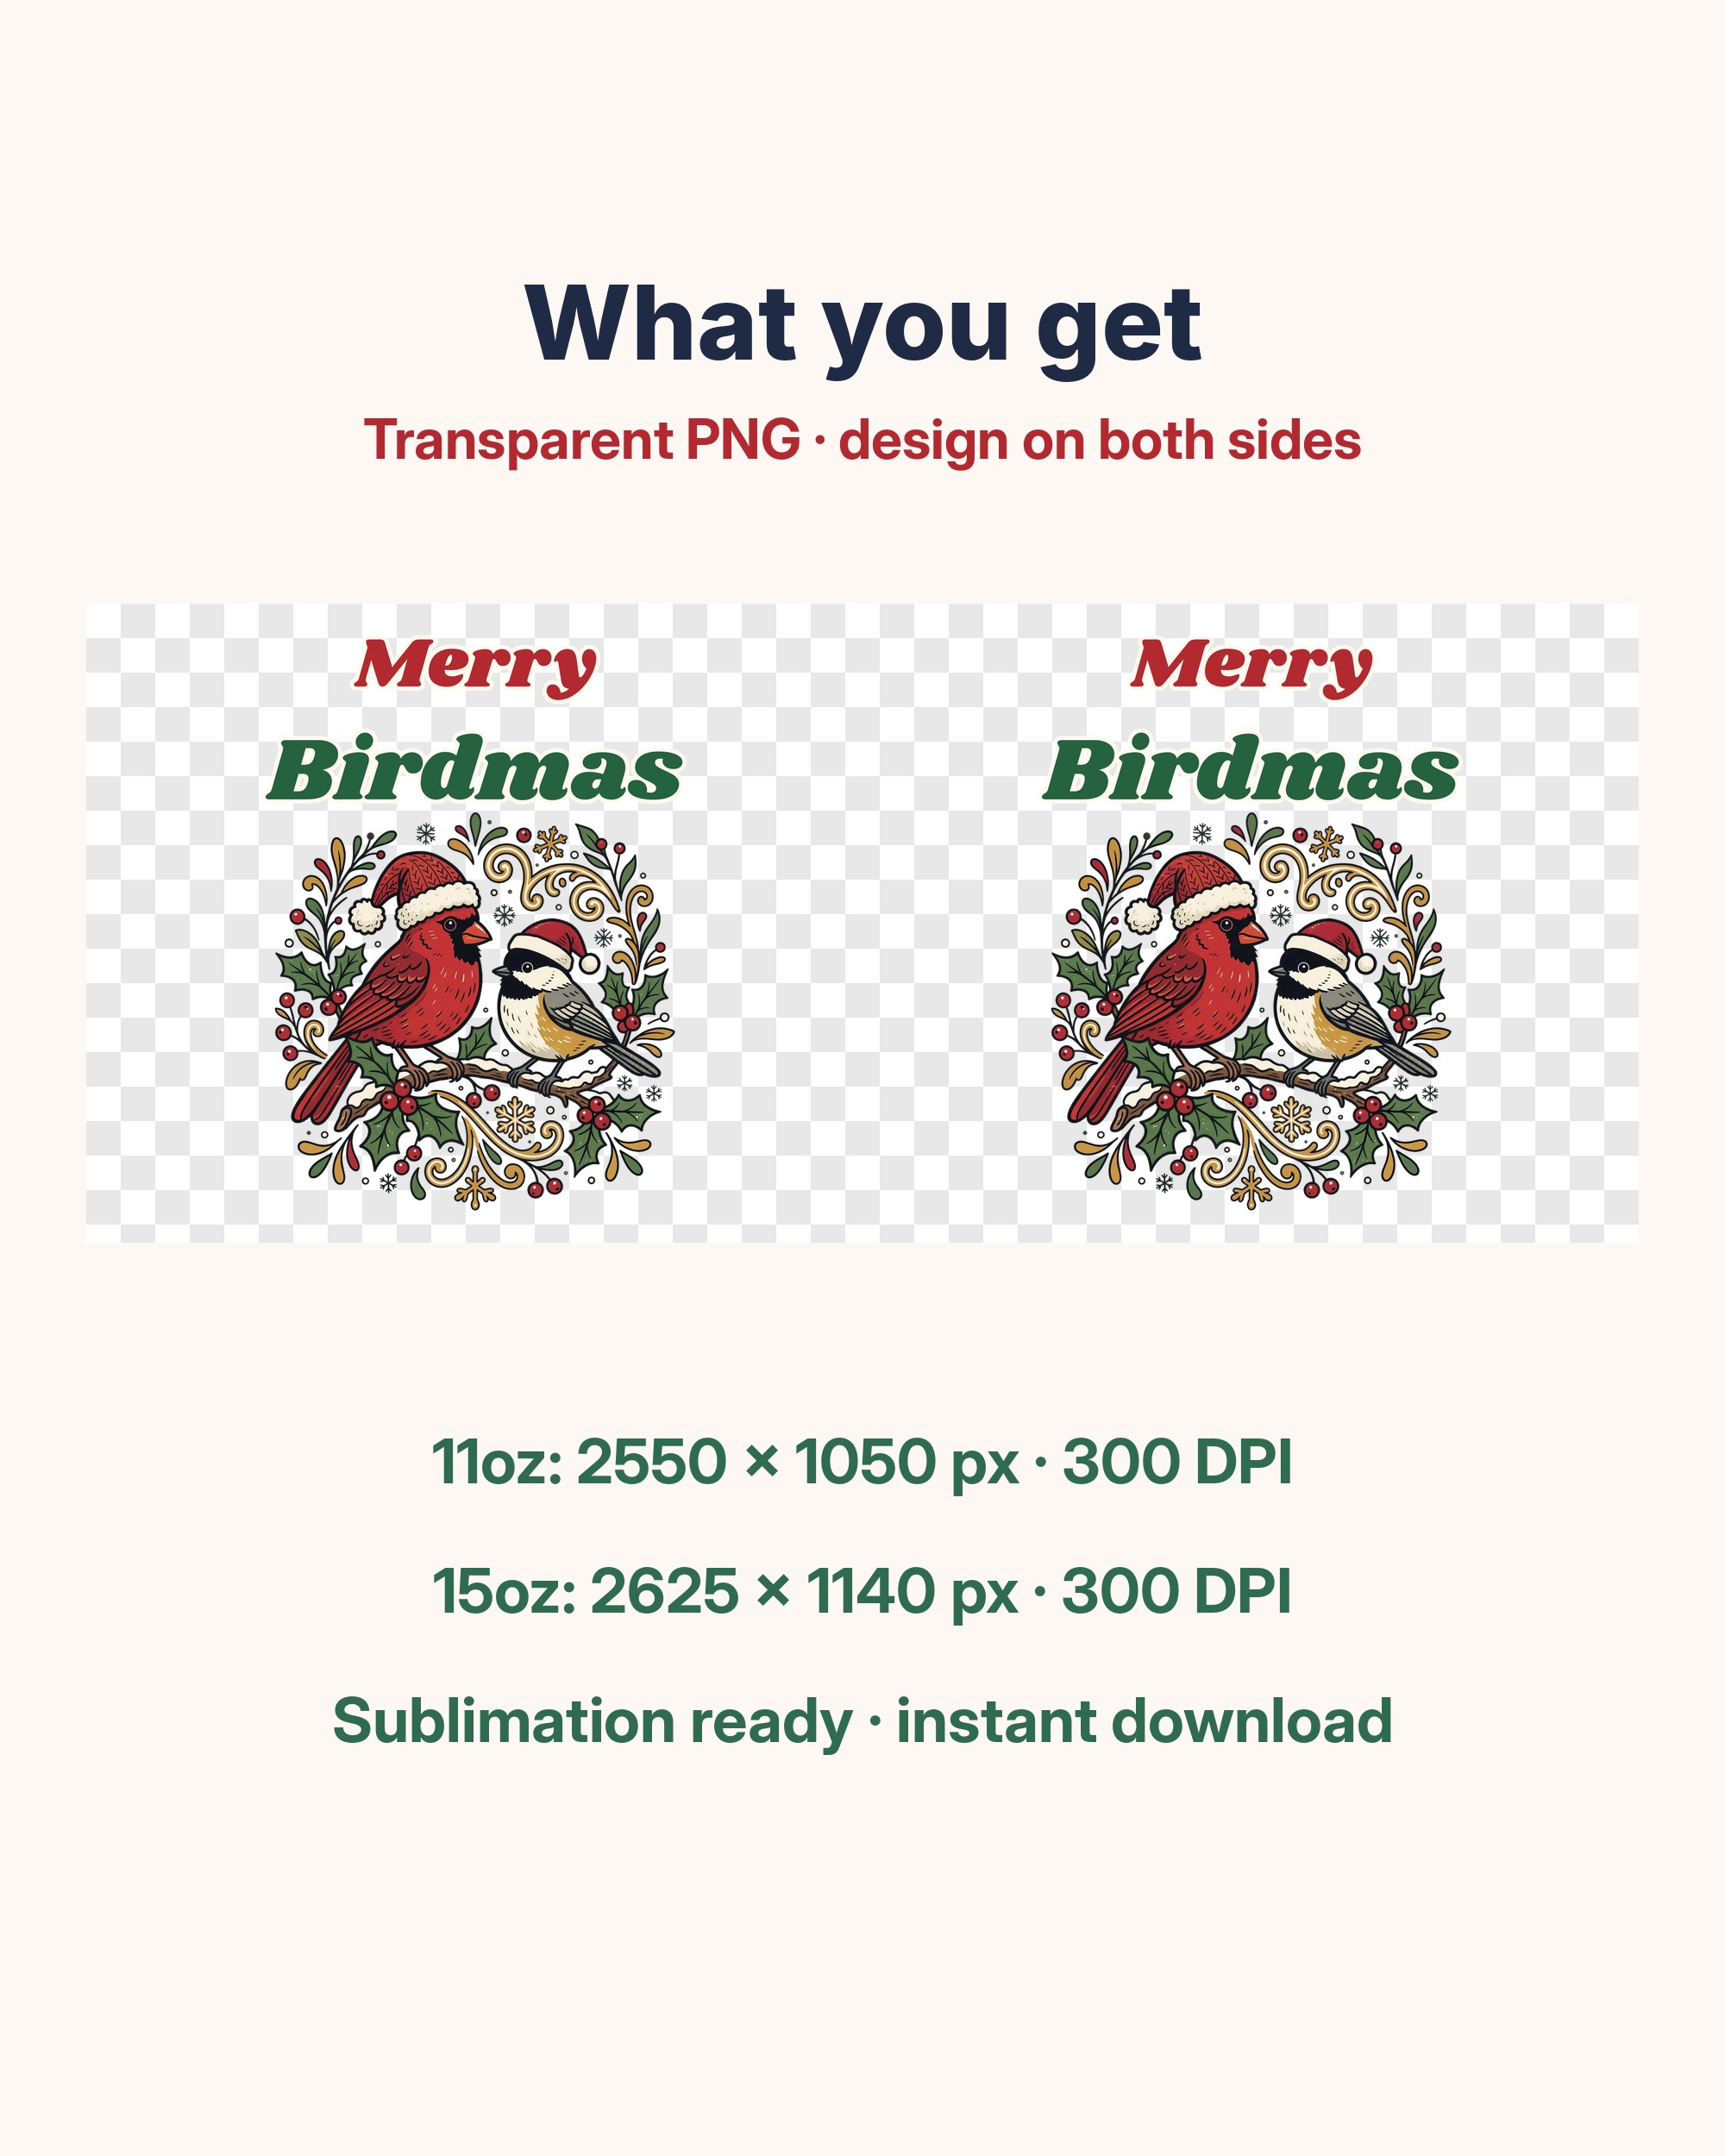 What you get
Transparent PNG · design on both sides
Merry
Birdmas
Merry
Birdmas
11oz: 2550 × 1050 px · 300 DPI
15oz: 2625 × 1140 px · 300 DPI
Sublimation ready · instant download